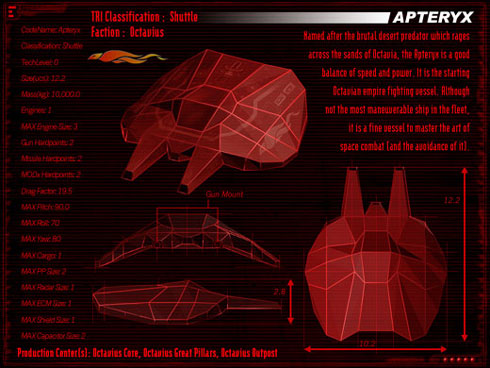 TRI Classification : Shuttle
Faction : Octavius
APTERYX
Named after the brutal desert predator which rages
across the sands of Octavia, the Apteryx is a good
balance of speed and power. It is the starting
Octavian empire fighting vessel. Although
not the most maneuverable ship in the fleet,
it is a fine vessel to master the art of
space combat (and the avoidance of it).
CodeName: Apteryx
Classification: Shuttle
TechLevel: 0
Size(vu): 12.2
Mass(kg): 10,000.0
Engines: 1
MAX Engine Size: 3
Gun Hardpoints: 2
Missile Hardpoints: 2
MODx Hardpoints: 2
Drag Factor: 19.5
MAX Pitch: 90.0
MAX Roll: 70
MAX Yaw: 80
MAX Cargo: 1
MAX PP Size: 2
MAX Radar Size: 1
MAX ECM Size: 1
MAX Shield Size: 1
MAX Capacitor Size: 2
Gun Mount
2.8
12.2
10.2
Production Center(s): Octavius Core, Octavius Great Pillars, Octavius Outpost